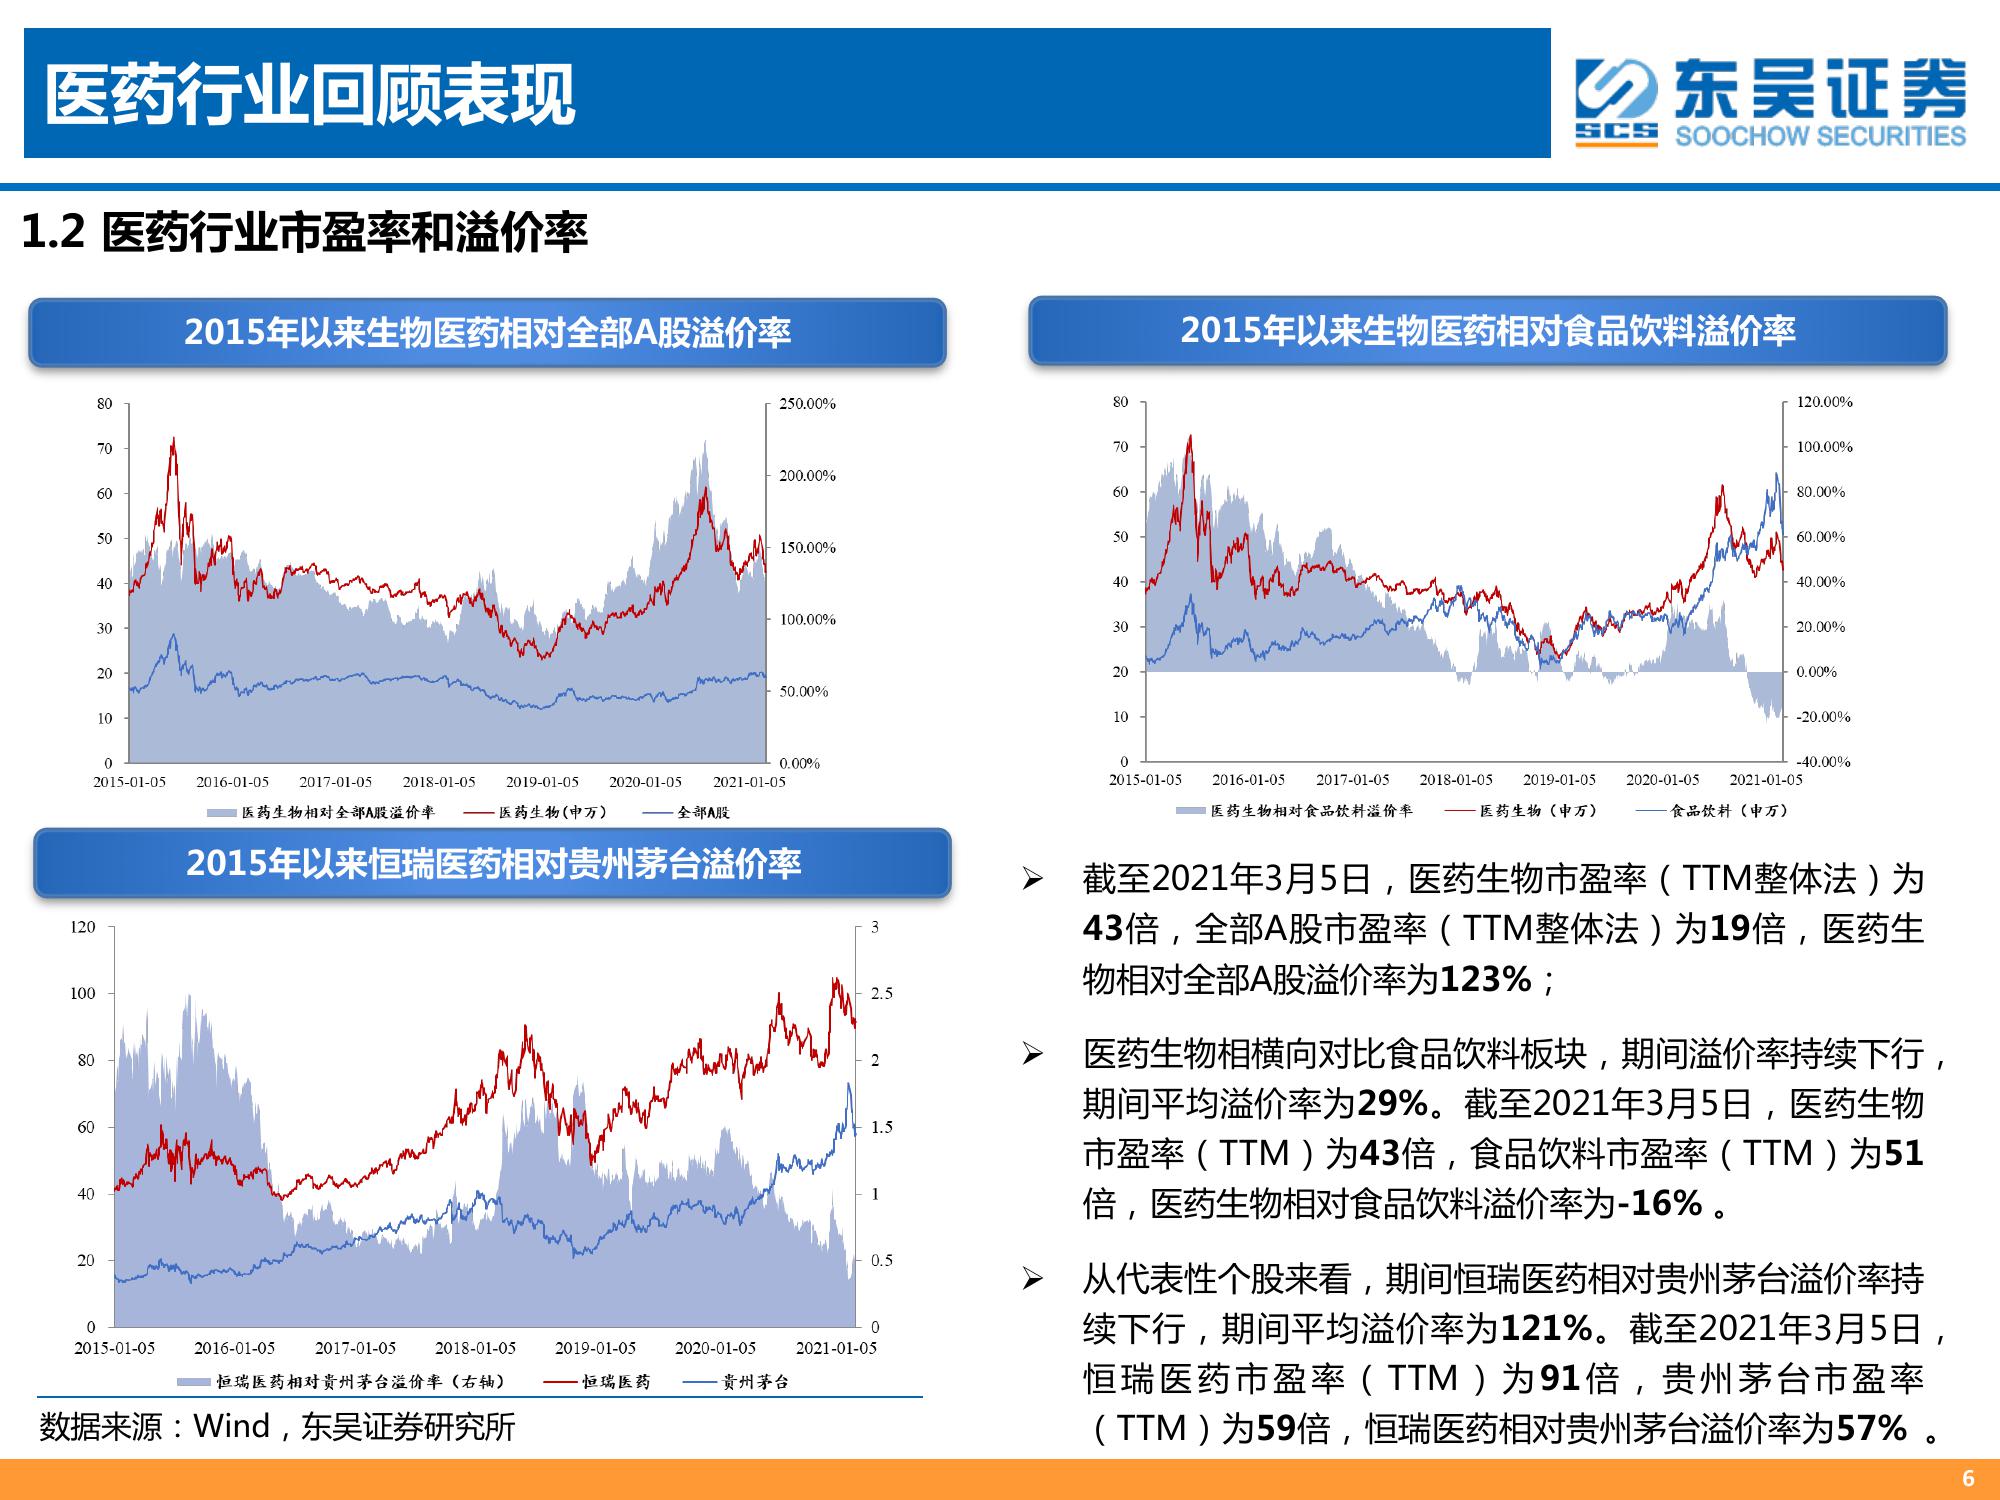 医药行业回顾表现
东吴证券
SCS
SOOCHOW SECURITIES
1.2 医药行业市盈率和溢价率
2015年以来生物医药相对全部A股溢价率
80
70
60
50
40
30
20
10
0
250.00%
200.00%
150.00%
100.00%
50.00%
0.00%
2015-01-05 2016-01-05 2017-01-05 2018-01-05 2019-01-05 2020-01-05 2021-01-05
医药生物相对全部A股溢价率 医药生物(申万) 全部A股
2015年以来生物医药相对食品饮料溢价率
80
70
60
50
40
30
20
10
0
120.00%
100.00%
80.00%
60.00%
40.00%
20.00%
0.00%
-20.00%
-40.00%
2015-01-05 2016-01-05 2017-01-05 2018-01-05 2019-01-05 2020-01-05 2021-01-05
医药生物相对食品饮料溢价率 医药生物（申万） 食品饮料（申万）
2015年以来恒瑞医药相对贵州茅台溢价率
120
100
80
60
40
20
0
3
2.5
2
1.5
1
0.5
0
2015-01-05 2016-01-05 2017-01-05 2018-01-05 2019-01-05 2020-01-05 2021-01-05
恒瑞医药相对贵州茅台溢价率（右轴） 恒瑞医药 贵州茅台
数据来源：Wind，东吴证券研究所
➢ 截至2021年3月5日，医药生物市盈率（TTM整体法）为
43倍，全部A股市盈率（TTM整体法）为19倍，医药生
物相对全部A股溢价率为123%；
➢ 医药生物相横向对比食品饮料板块，期间溢价率持续下行，
期间平均溢价率为29%。截至2021年3月5日，医药生物
市盈率（TTM）为43倍，食品饮料市盈率（TTM）为51
倍，医药生物相对食品饮料溢价率为-16% 。
➢ 从代表性个股来看，期间恒瑞医药相对贵州茅台溢价率持
续下行，期间平均溢价率为121%。截至2021年3月5日，
恒瑞医药市盈率（TTM）为91倍，贵州茅台市盈率
（TTM）为59倍，恒瑞医药相对贵州茅台溢价率为57% 。
6